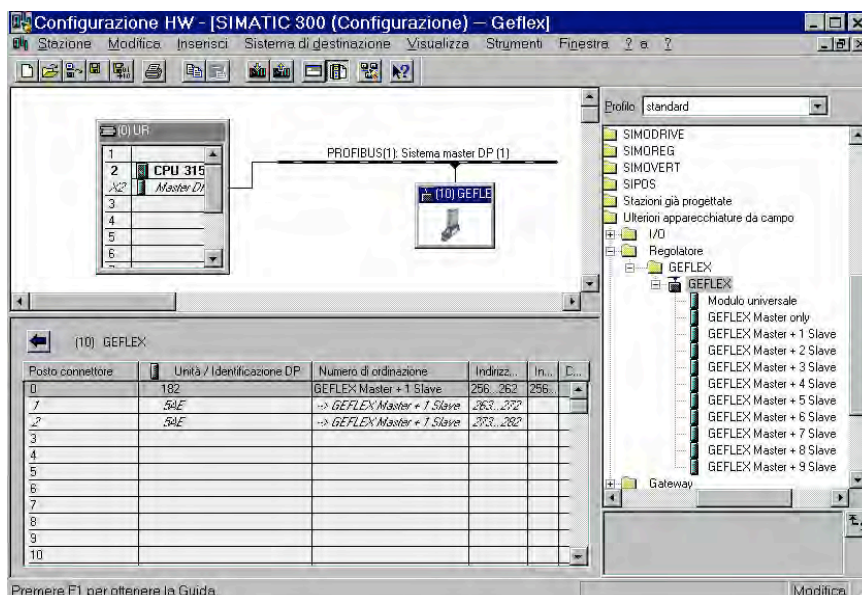 Configurazione HW - [SIMATIC 300 (Configurazione) -- Geflex]
Stazione Modifica Inserisci Sistema di destinazione Visualizza Strumenti Finestra ? a ?
(0) UR
1
2 CPU 315
X2 Master DP
3
4
5
6
PROFIBUS(1): Sistema master DP (1)
(10) GEFLE
Profilo standard
SIMODRIVE
SIMOREG
SIMOVERT
SIPOS
Stazioni già progettate
Ulteriori apparecchiature da campo
I/O
Regolatore
GEFLEX
GEFLEX
Modulo universale
GEFLEX Master only
GEFLEX Master + 1 Slave
GEFLEX Master + 2 Slave
GEFLEX Master + 3 Slave
GEFLEX Master + 4 Slave
GEFLEX Master + 5 Slave
GEFLEX Master + 6 Slave
GEFLEX Master + 7 Slave
GEFLEX Master + 8 Slave
GEFLEX Master + 9 Slave
Gateway
(10) GEFLEX
Posto connettore Unità / Identificazione DP Numero di ordinazione Indirizz... In... C...
0 182 GEFLEX Master + 1 Slave 256...262 256...
1 5AE --> GEFLEX Master + 1 Slave 263...272
2 5AE --> GEFLEX Master + 1 Slave 273...282
3
4
5
6
7
8
9
10
Premere F1 per ottenere la Guida.
Modifica